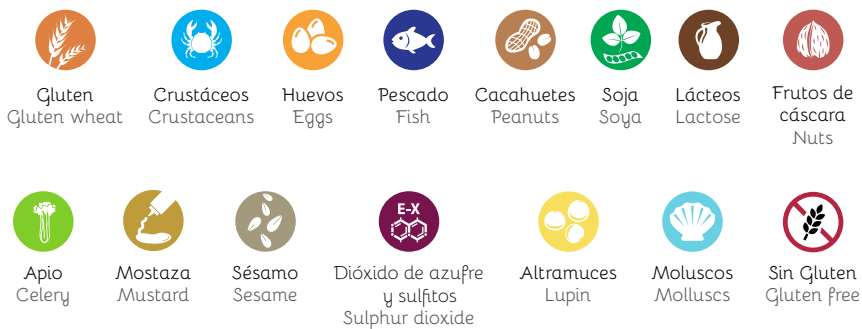 Gluten
Gluten wheat
Crustáceos
Crustaceans
Huevos
Eggs
Pescado
Fish
Cacahuetes
Peanuts
Soja
Soya
Lácteos
Lactose
Frutos de
cáscara
Nuts
Apio
Celery
Mostaza
Mustard
Sésamo
Sesame
E-X
Dióxido de azufre
y sulfitos
Sulphur dioxide
Altramuces
Lupin
Moluscos
Molluscs
Sin Gluten
Gluten free